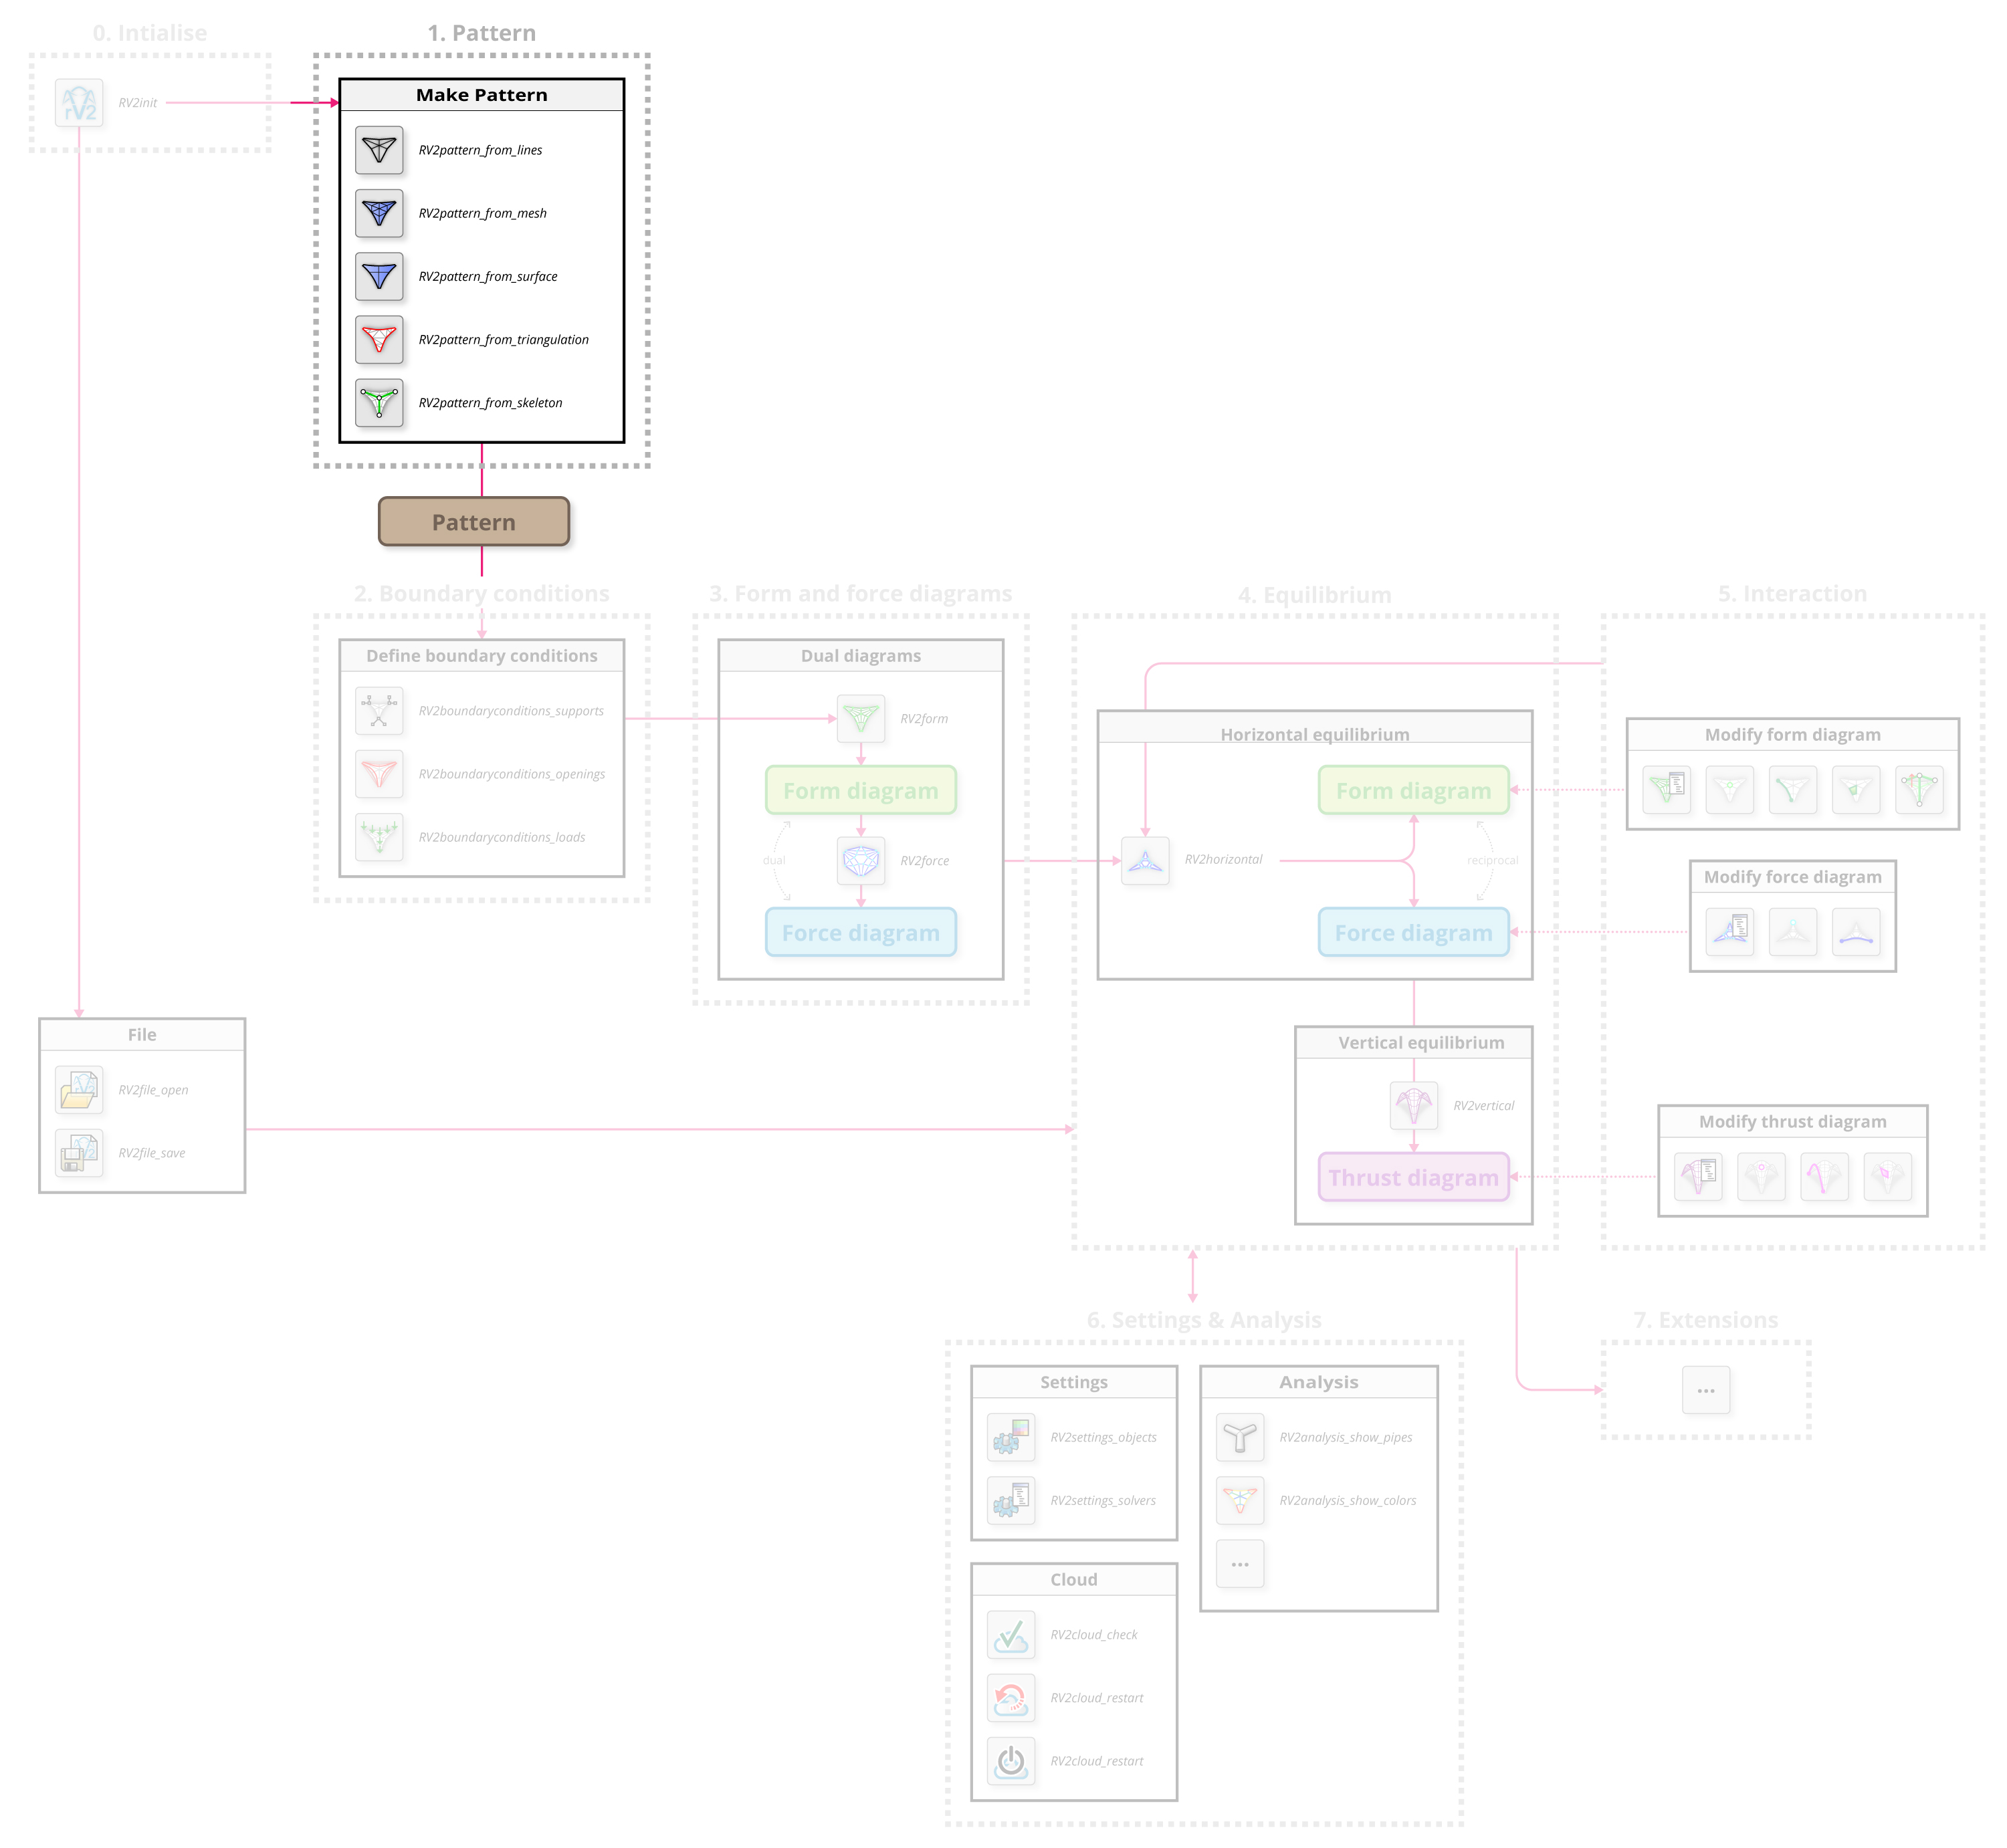 0. Intialise
RV2init
1. Pattern
Make Pattern
RV2pattern_from_lines
RV2pattern_from_mesh
RV2pattern_from_surface
RV2pattern_from_triangulation
RV2pattern_from_skeleton
Pattern
2. Boundary conditions
Define boundary conditions
RV2boundaryconditions_supports
RV2boundaryconditions_openings
RV2boundaryconditions_loads
3. Form and force diagrams
Dual diagrams
RV2form
Form diagram
dual
RV2force
Force diagram
4. Equilibrium
Horizontal equilibrium
Form diagram
RV2horizontal
reciprocal
Force diagram
Vertical equilibrium
RV2vertical
Thrust diagram
5. Interaction
Modify form diagram
Modify force diagram
Modify thrust diagram
File
RV2file_open
RV2file_save
6. Settings & Analysis
Settings
RV2settings_objects
RV2settings_solvers
Analysis
RV2analysis_show_pipes
RV2analysis_show_colors
...
Cloud
RV2cloud_check
RV2cloud_restart
RV2cloud_restart
7. Extensions
...